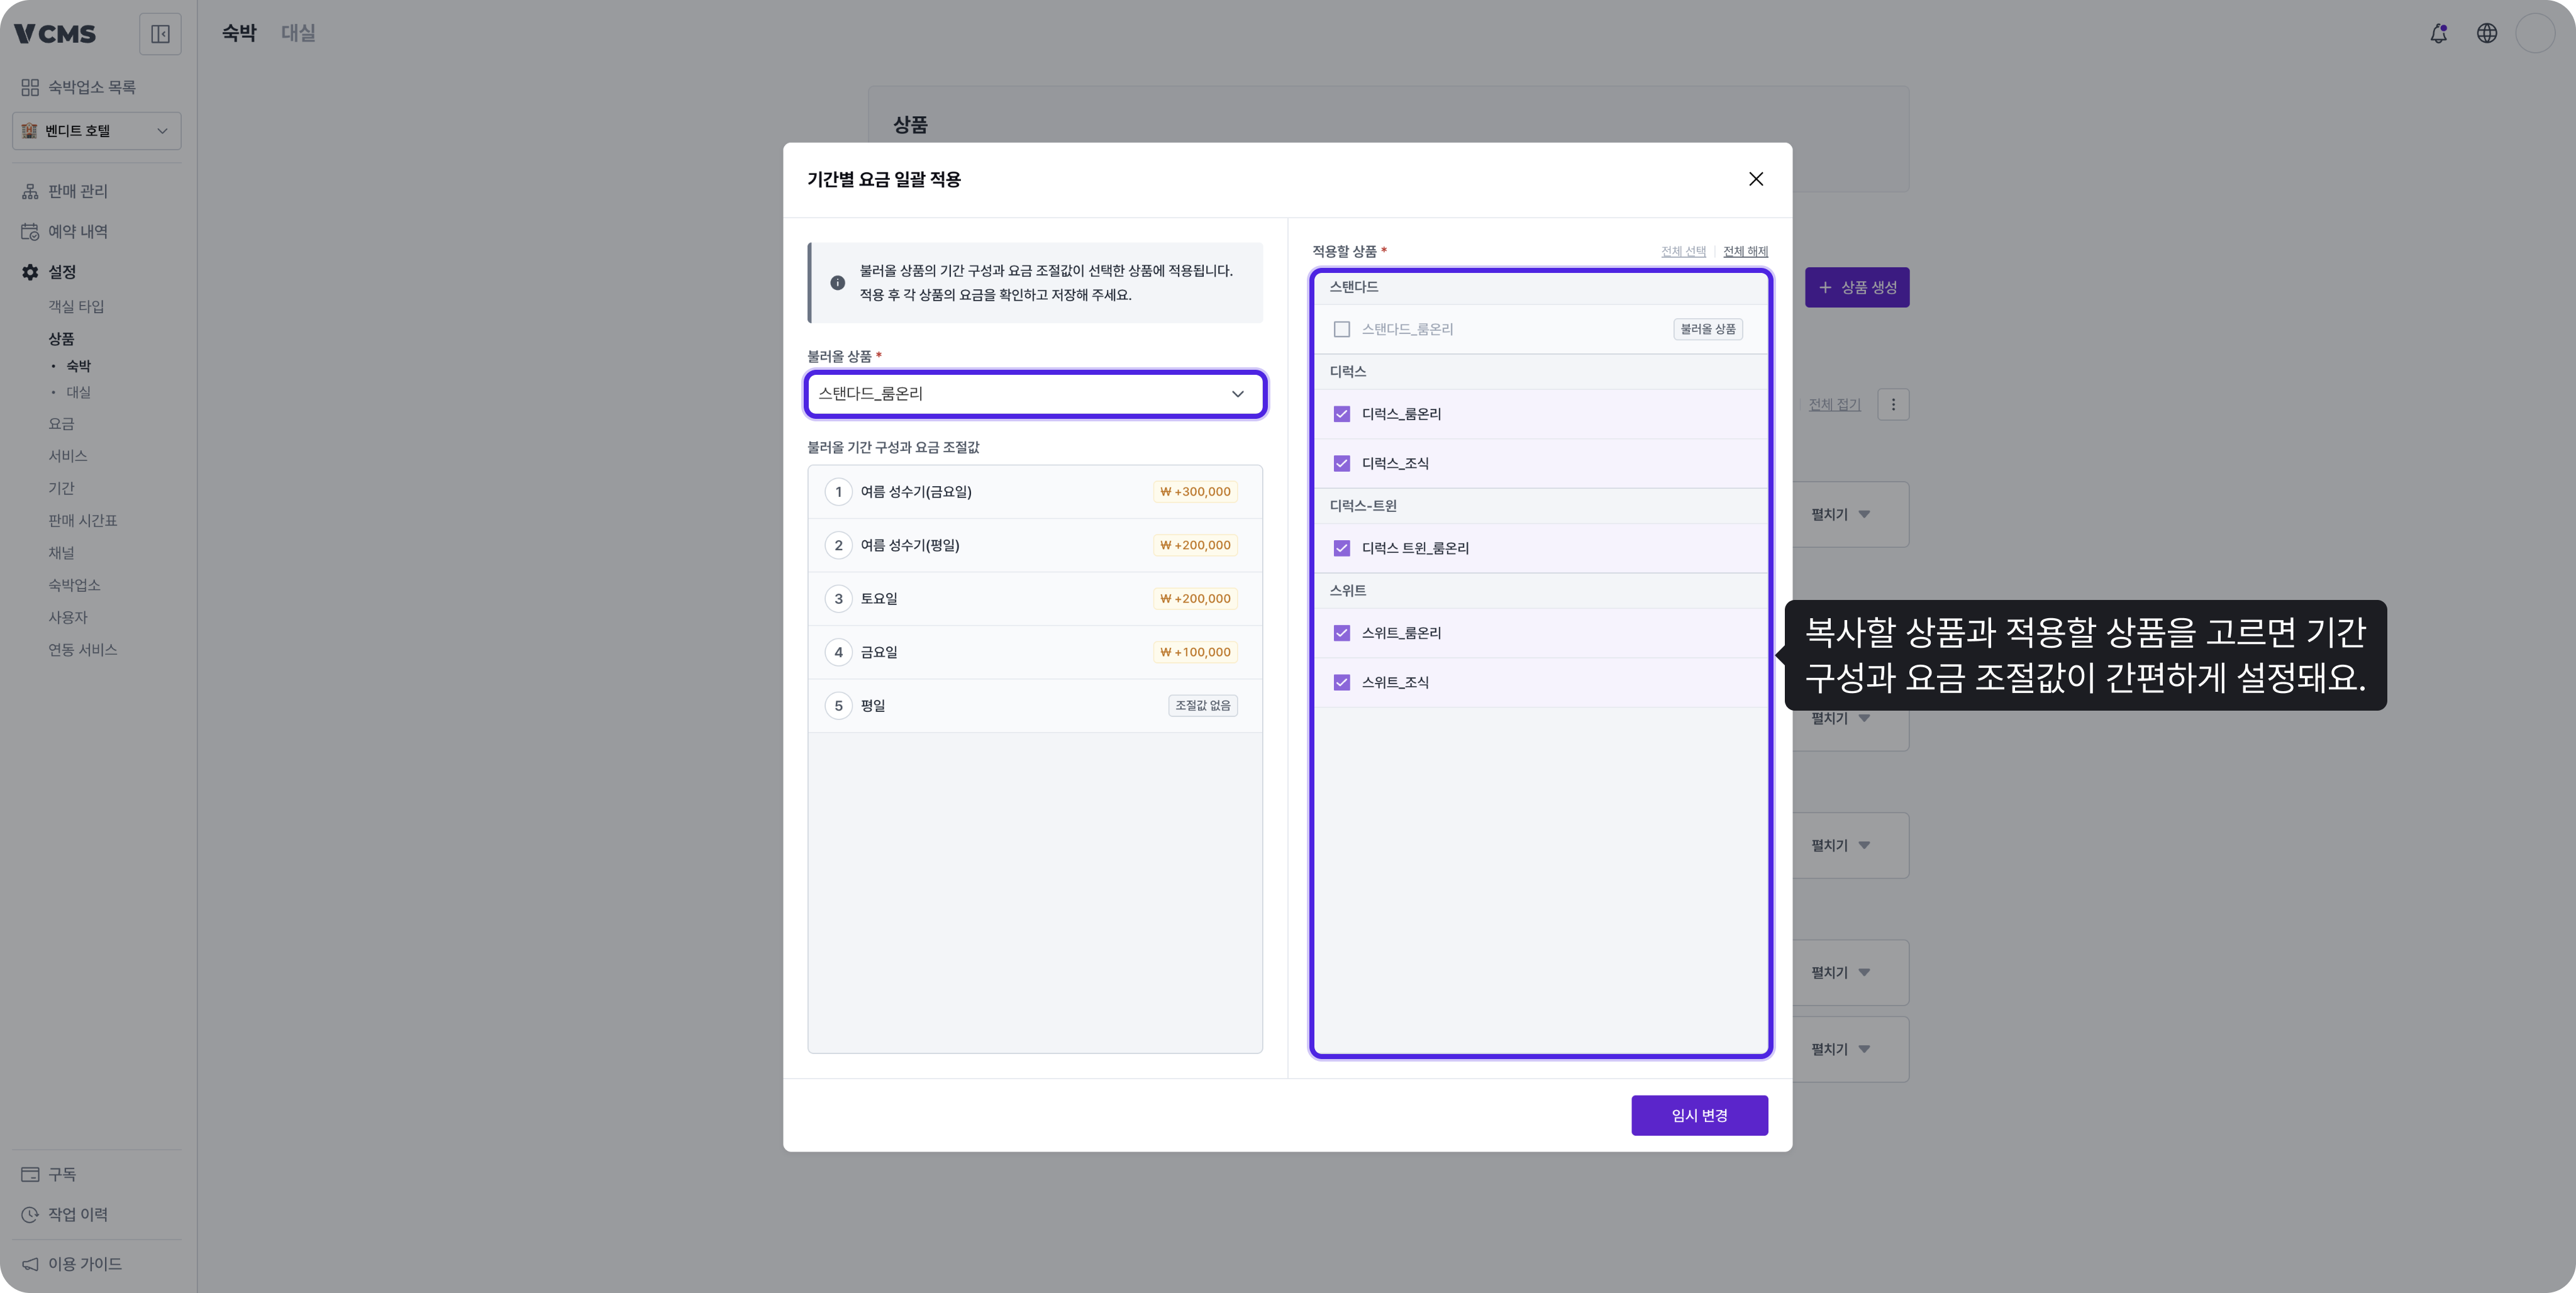 VCMS
숙박업소 목록
벤디트 호텔
판매 관리
예약 내역
설정
객실 타입
상품
• 숙박
• 대실
요금
서비스
기간
판매 시간표
채널
숙박업소
사용자
연동 서비스
구독
작업 이력
이용 가이드
숙박 대실
상품
+ 상품 생성
전체 접기
펼치기
펼치기
펼치기
펼치기
펼치기
기간별 요금 일괄 적용
불러올 상품의 기간 구성과 요금 조절값이 선택한 상품에 적용됩니다.
적용 후 각 상품의 요금을 확인하고 저장해 주세요.
불러올 상품 *
스탠다드_룸온리
불러올 기간 구성과 요금 조절값
1 여름 성수기(금요일) ₩ +300,000
2 여름 성수기(평일) ₩ +200,000
3 토요일 ₩ +200,000
4 금요일 ₩ +100,000
5 평일 조절값 없음
적용할 상품 * 전체 선택 전체 해제
스탠다드
스탠다드_룸온리 불러올 상품
디럭스
디럭스_룸온리
디럭스_조식
디럭스-트윈
디럭스 트윈_룸온리
스위트
스위트_룸온리
스위트_조식
임시 변경
복사할 상품과 적용할 상품을 고르면 기간
구성과 요금 조절값이 간편하게 설정돼요.